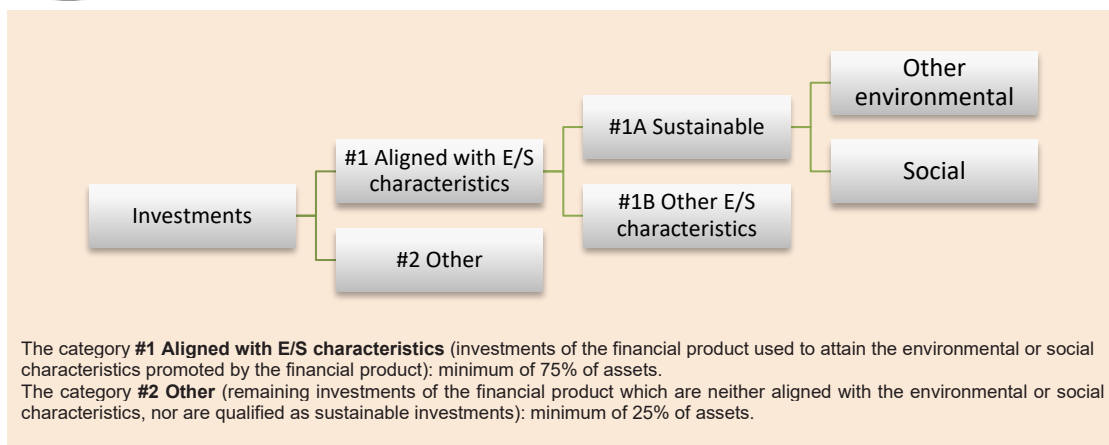 Other
environmental
#1A Sustainable
#1 Aligned with E/S
characteristics
Social
Investments
#1B Other E/S
characteristics
#2 Other
The category #1 Aligned with E/S characteristics (investments of the financial product used to attain the environmental or social
characteristics promoted by the financial product): minimum of 75% of assets.
The category #2 Other (remaining investments of the financial product which are neither aligned with the environmental or social
characteristics, nor are qualified as sustainable investments): minimum of 25% of assets.